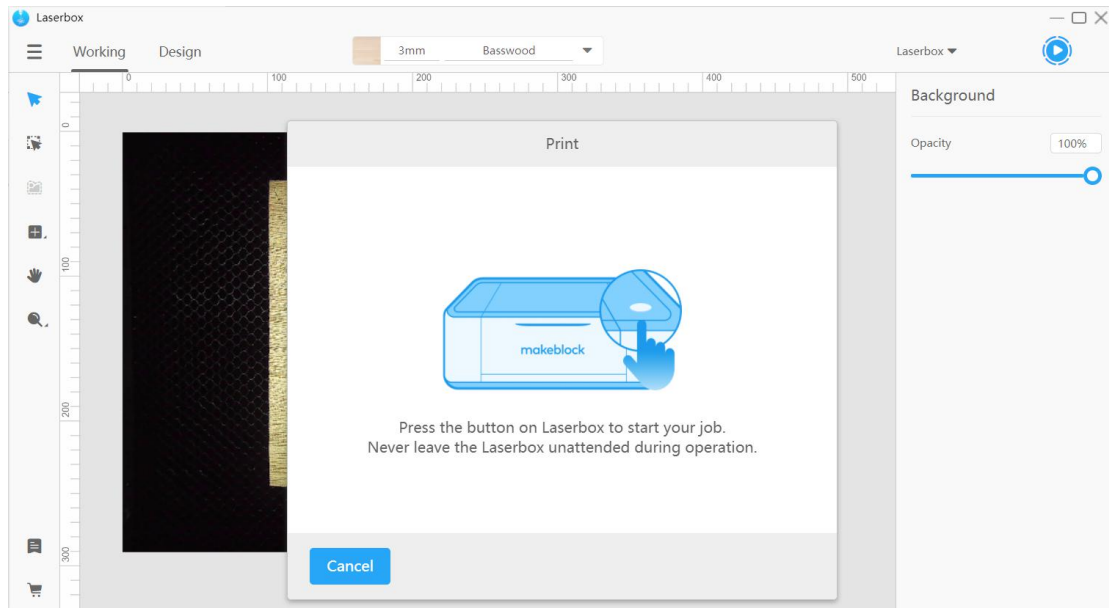 Laserbox
Working Design 3mm Basswood Laserbox
0 100 200 300 400 500
Background
Opacity 100%
0
100
200
300
Print
makeblock
Press the button on Laserbox to start your job.
Never leave the Laserbox unattended during operation.
Cancel